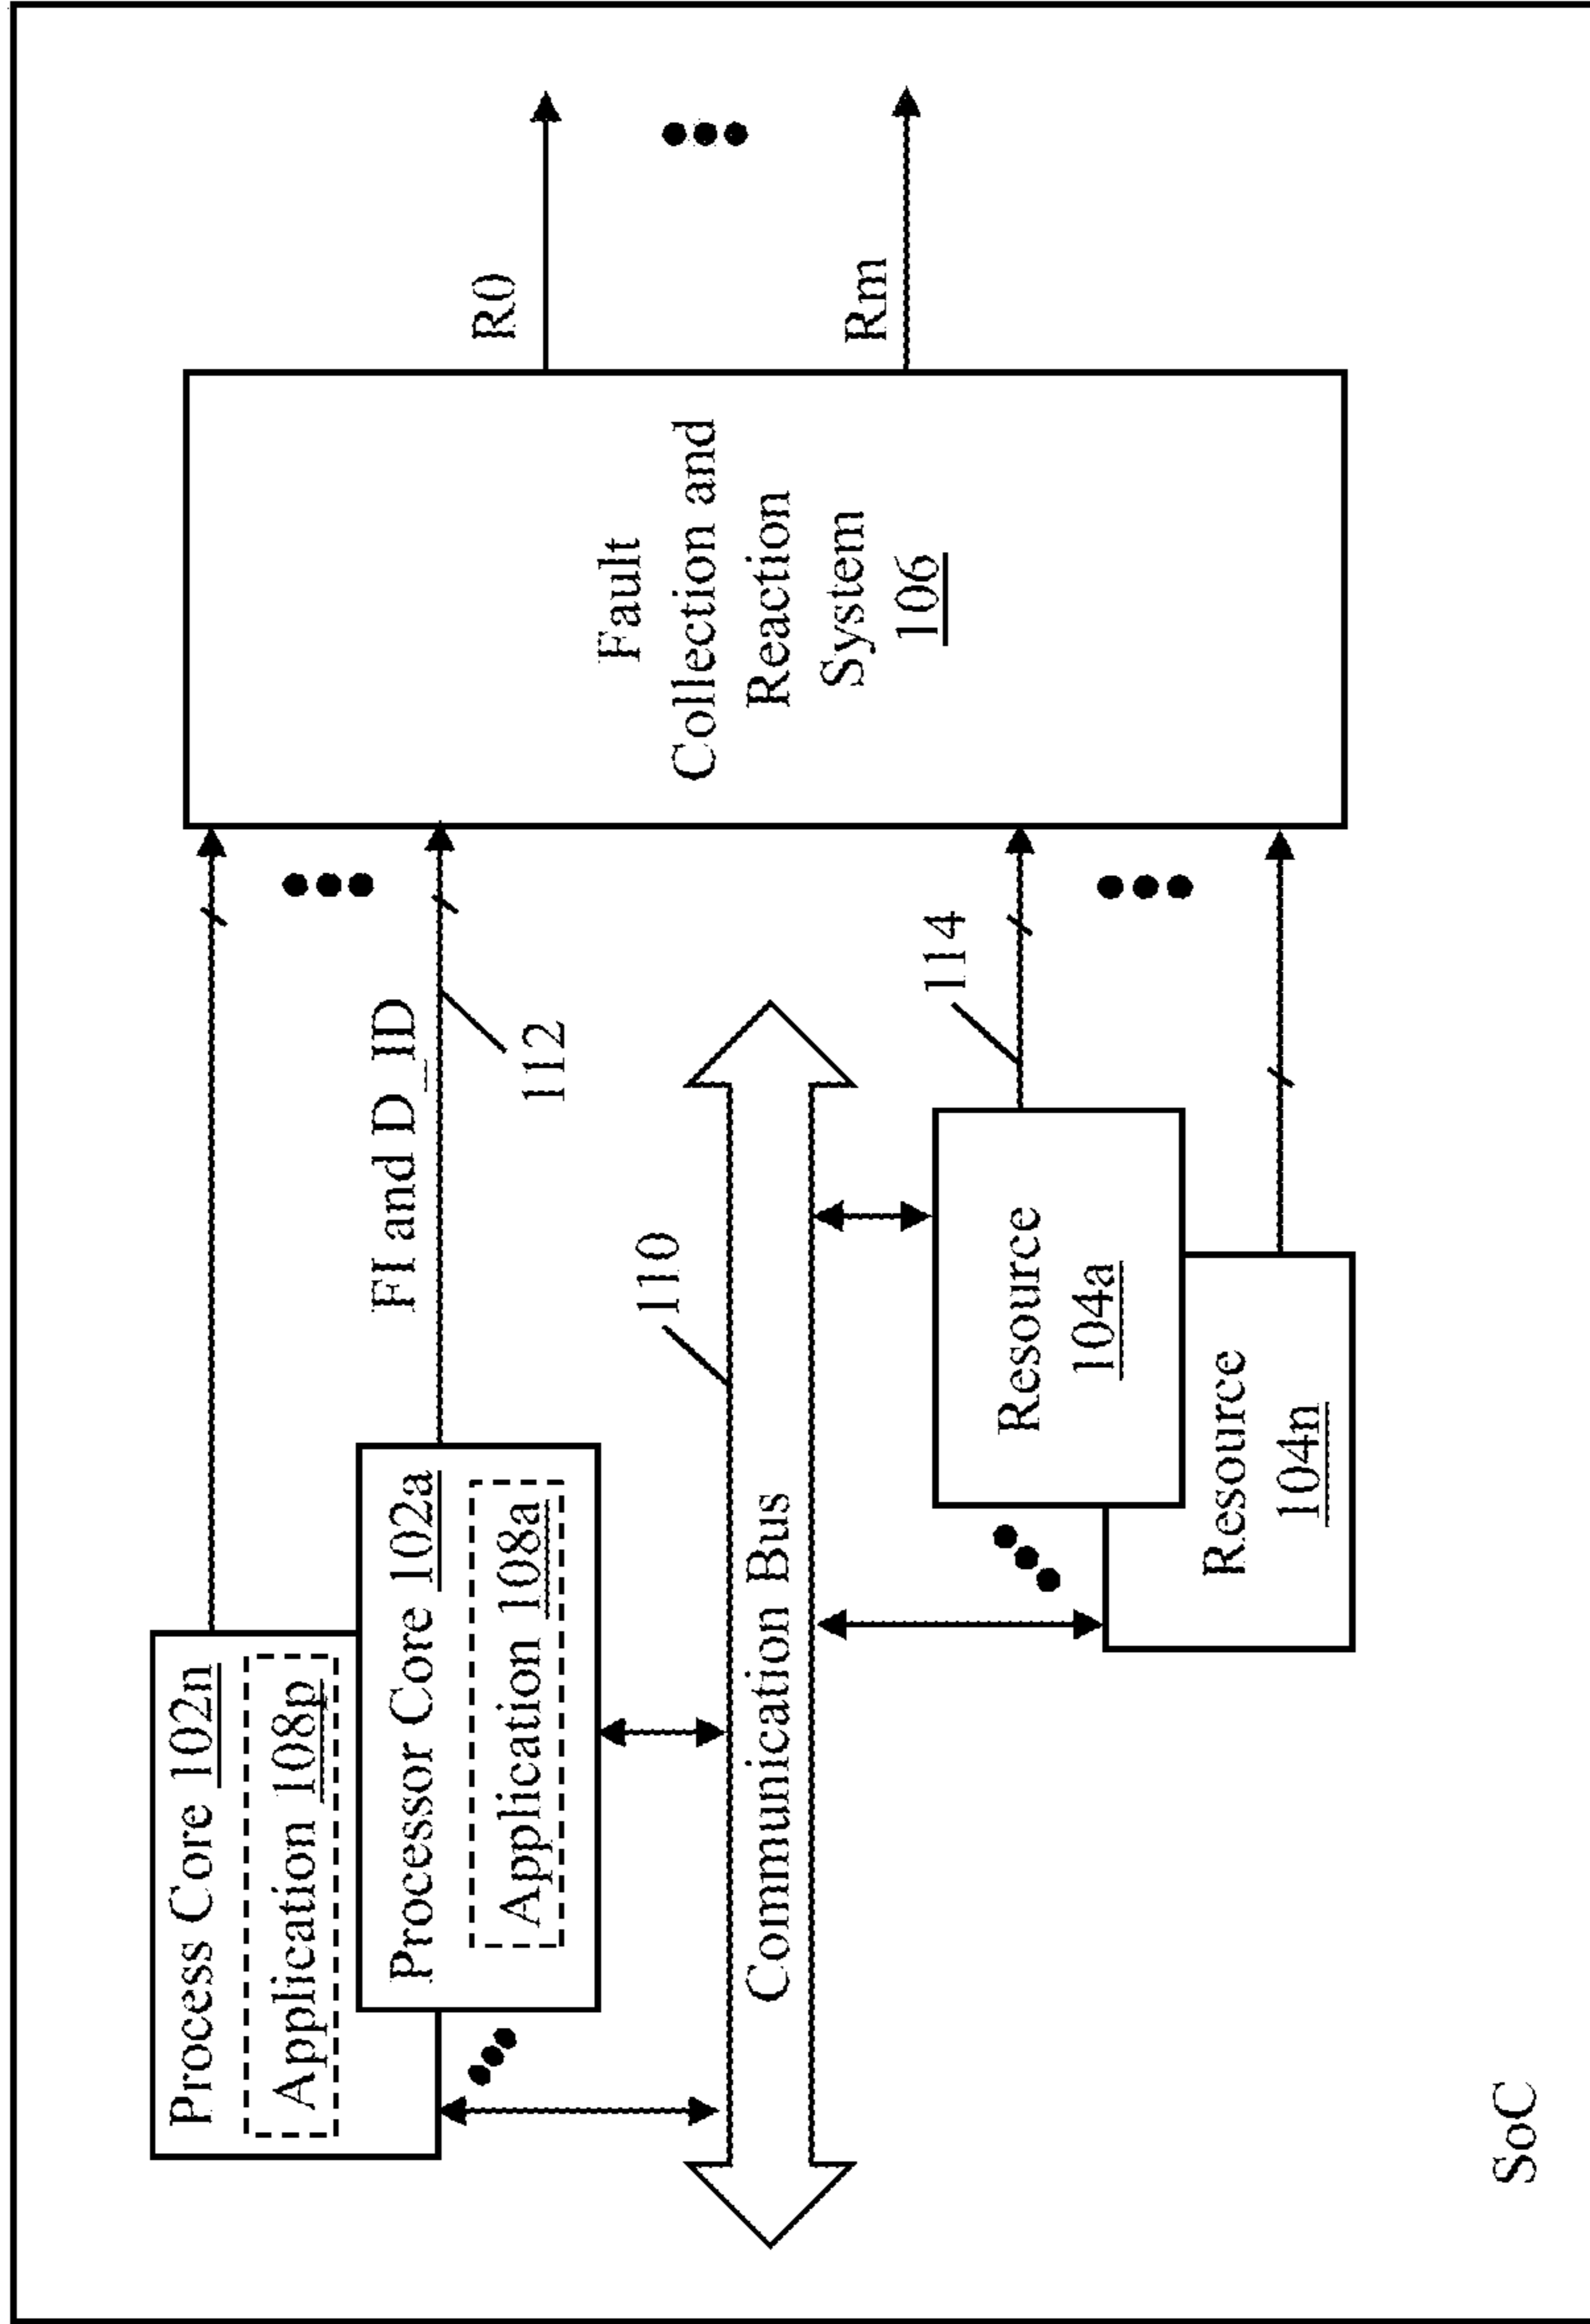 Process Core 102n
Application 108p
Processor Core 102a
Application 108a
FI and D_ID
112
110
Communication Bus
114
Resource
104a
Resource
104n
Fault
Collection and
Reaction
System
106
R0
Rm
SoC